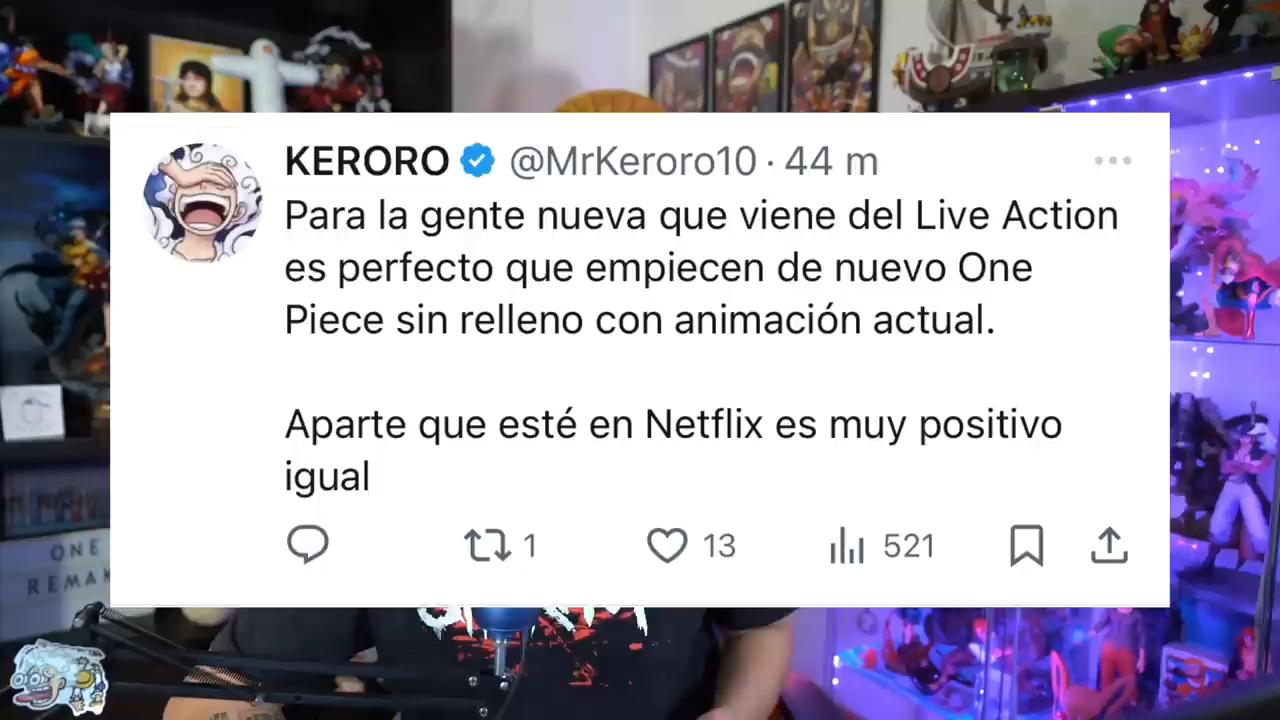 KERORO @MrKeroro10 · 44 m
Para la gente nueva que viene del Live Action
es perfecto que empiecen de nuevo One
Piece sin relleno con animación actual.
Aparte que esté en Netflix es muy positivo
igual
1 13 521
ONE